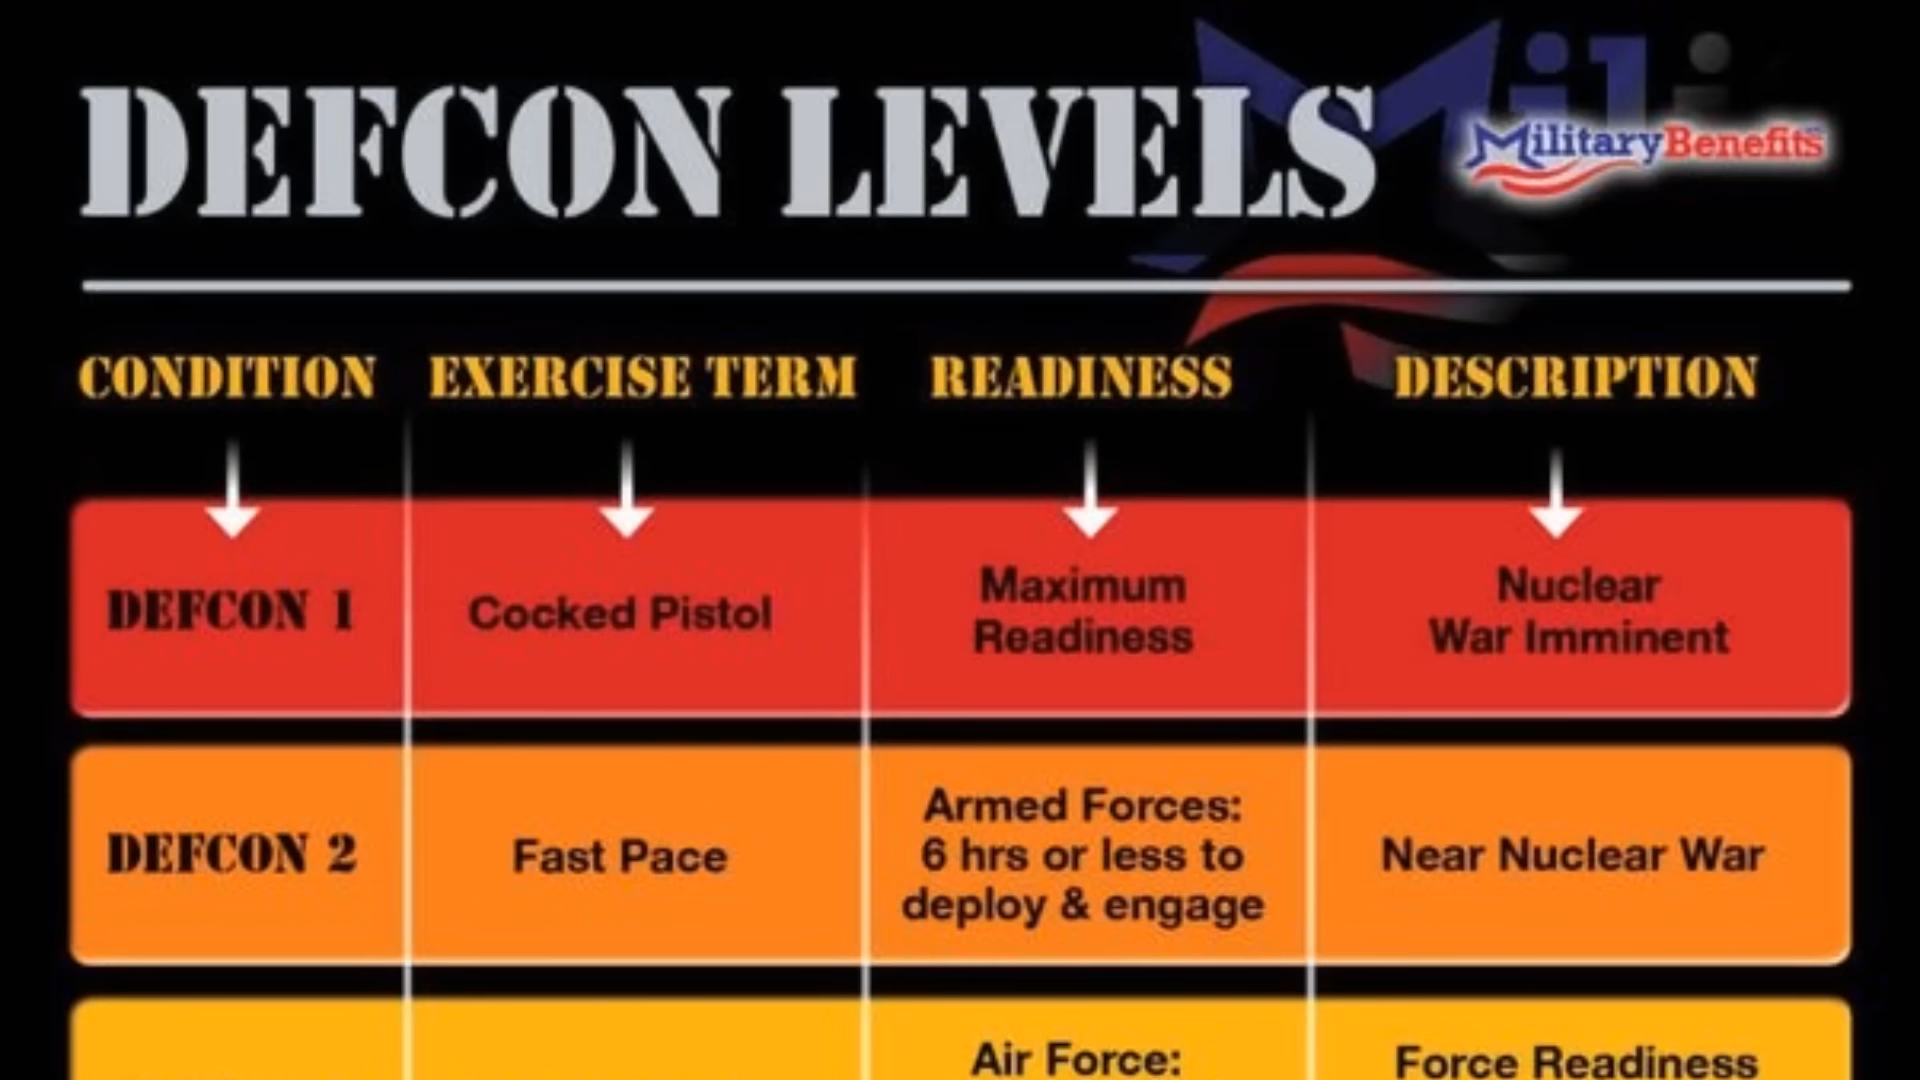 DEFCON LEVELS
MilitaryBenefits
CONDITION EXERCISE TERM READINESS DESCRIPTION
DEFCON 1
Cocked Pistol
Maximum
Readiness
Nuclear
War Imminent
DEFCON 2
Fast Pace
Armed Forces:
6 hrs or less to
deploy & engage
Near Nuclear War
Air Force:
Force Readiness